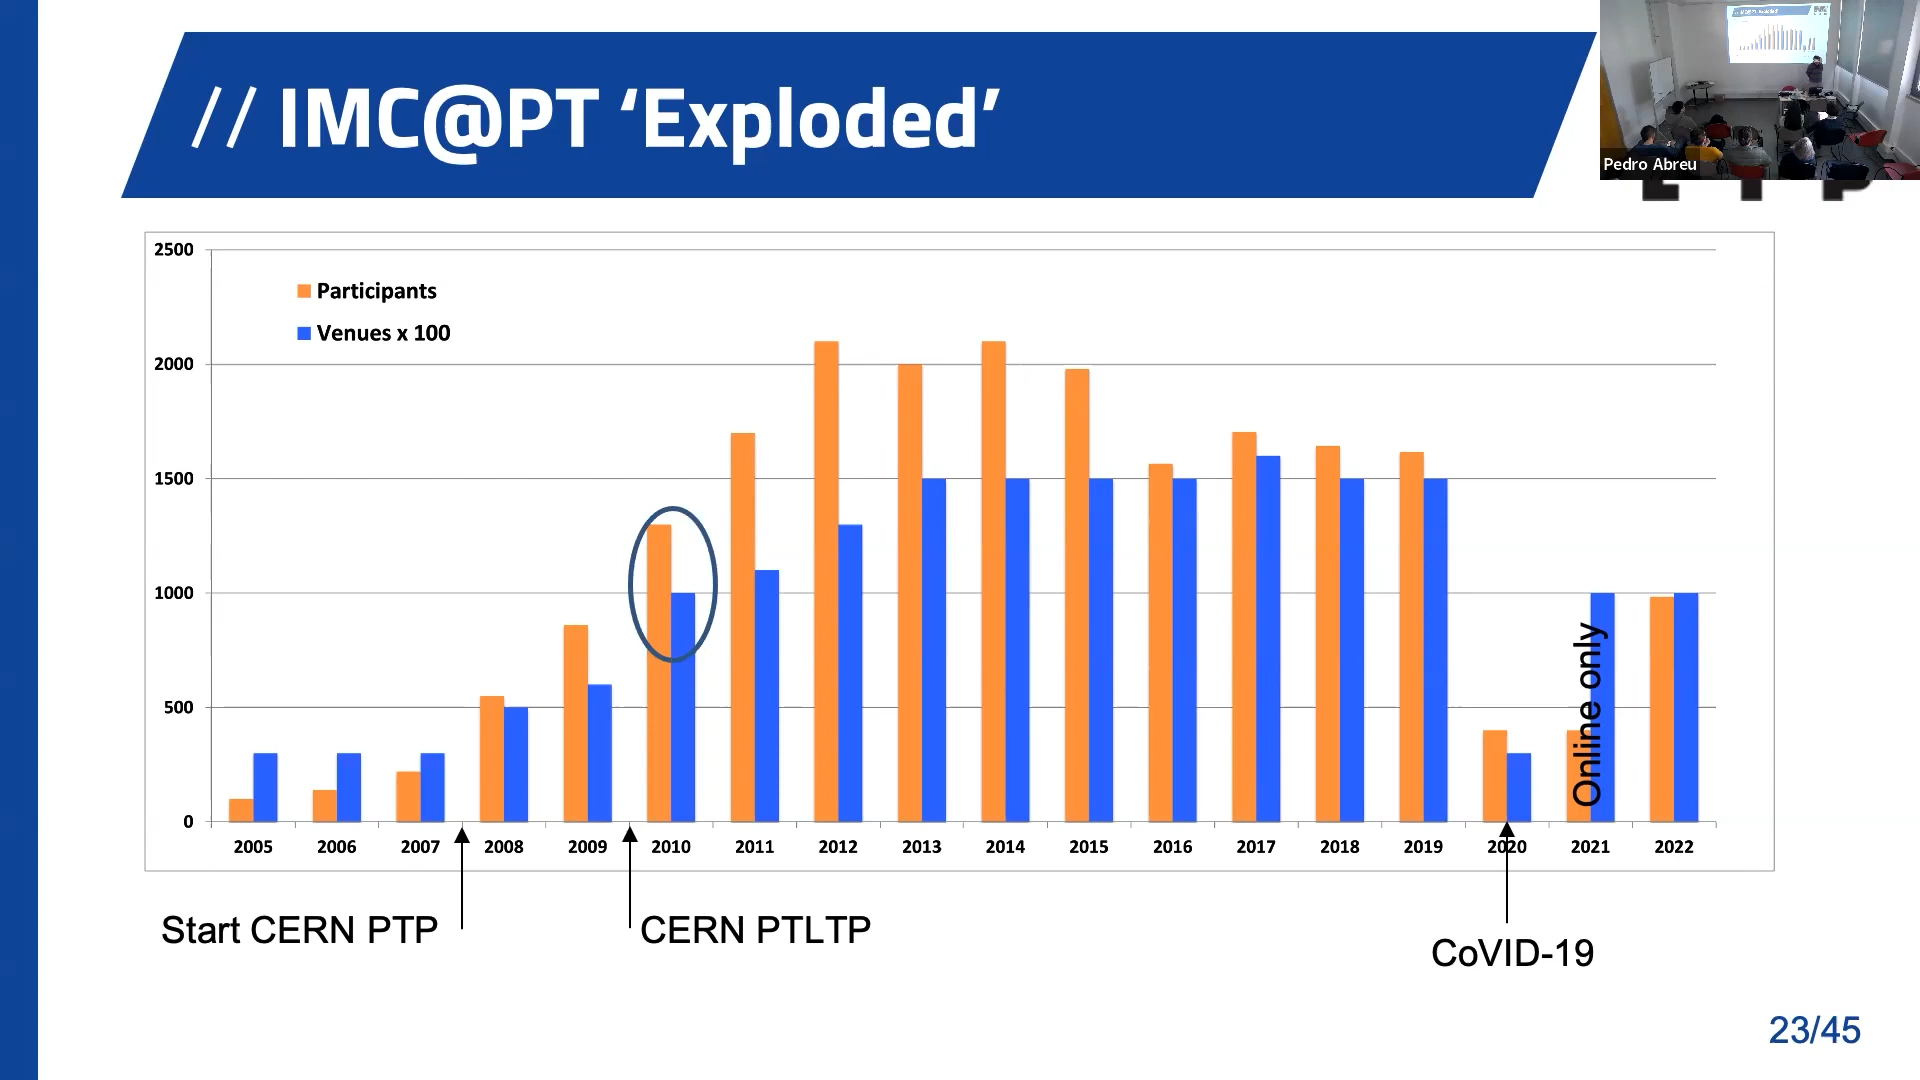 // IMC@PT ‘Exploded’
Pedro Abreu
2500
Participants
Venues x 100
2000
1500
1000
500
0
Online only
2005 2006 2007 2008 2009 2010 2011 2012 2013 2014 2015 2016 2017 2018 2019 2020 2021 2022
Start CERN PTP
CERN PTLTP
CoVID-19
23/45